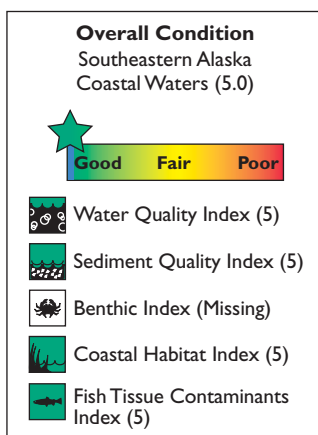 Overall Condition
Southeastern Alaska
Coastal Waters (5.0)
Good Fair Poor
Water Quality Index (5)
Sediment Quality Index (5)
Benthic Index (Missing)
Coastal Habitat Index (5)
Fish Tissue Contaminants
Index (5)